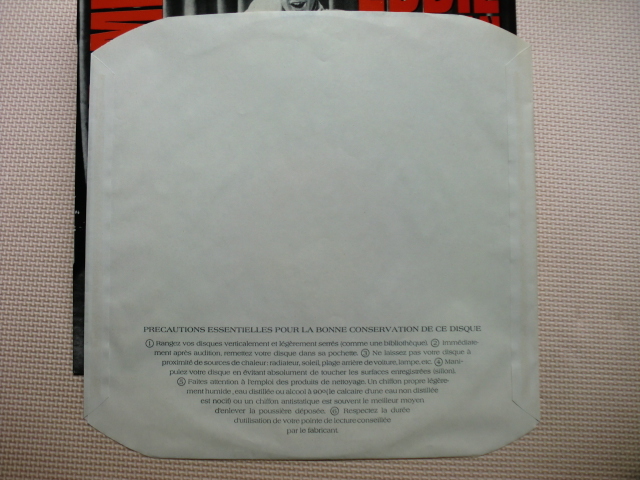 PRECAUTIONS ESSENTIELLES POUR LA BONNE CONSERVATION DE CE DISQUE
① Rangez vos disques verticalement et légèrement serrés (comme une bibliothèque). ② Immédiate-
ment après audition, remettez votre disque dans sa pochette. ③ Ne laissez pas votre disque à
proximité de sources de chaleur: radiateur, soleil, plage arrière de voiture, lampe, etc. ④ Mani-
pulez votre disque en évitant absolument de toucher les surfaces enregistrées (sillon).
⑤ Faites attention à l'emploi des produits de nettoyage. Un chiffon propre légère-
ment humide, eau distillée ou alcool à 90° (le calcaire d'une eau non distillée
est nocif) ou un chiffon antistatique est souvent le meilleur moyen
d'enlever la poussière déposée. ⑥ Respectez la durée
d'utilisation de votre pointe de lecture conseillée
par le fabricant.